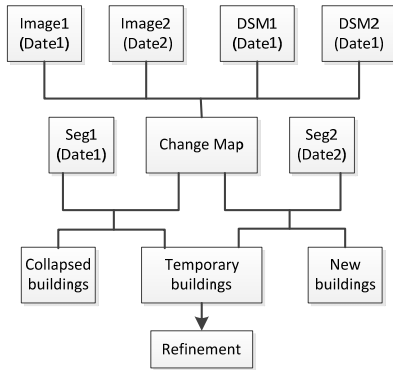 Image1
(Date1)
Image2
(Date2)
DSM1
(Date1)
DSM2
(Date1)
Seg1
(Date1)
Change Map
Seg2
(Date2)
Collapsed
buildings
Temporary
buildings
New
buildings
Refinement